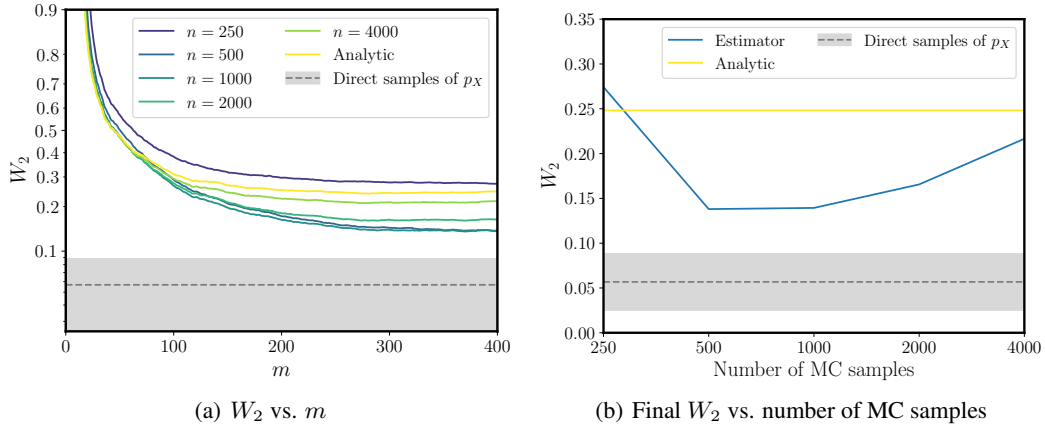 0.9
0.8
0.7
0.6
0.5
0.4
0.3
0.2
0.1
W₂
n = 250
n = 500
n = 1000
n = 2000
n = 4000
Analytic
Direct samples of p_X
0 100 200 300 400
m
(a) W₂ vs. m
0.35
0.30
0.25
0.20
0.15
0.10
0.05
0.00
W₂
Estimator
Analytic
Direct samples of p_X
250 500 1000 2000 4000
Number of MC samples
(b) Final W₂ vs. number of MC samples